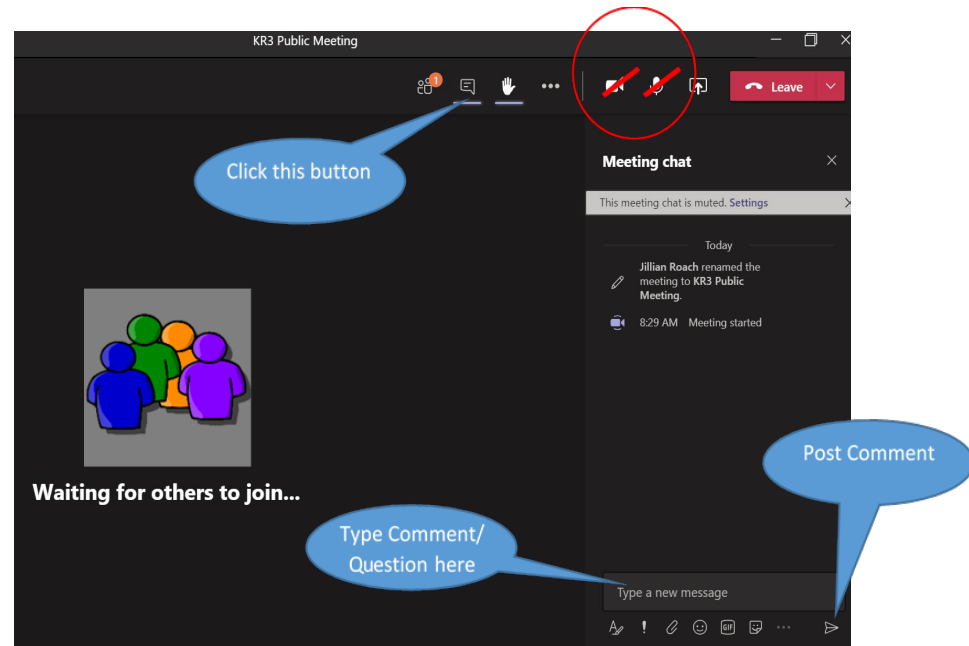 KR3 Public Meeting
1
Leave
Click this button
Meeting chat
This meeting chat is muted. Settings
Today
Jillian Roach renamed the
meeting to KR3 Public
Meeting.
8:29 AM Meeting started
Post Comment
Waiting for others to join...
Type Comment/
Question here
Type a new message
GIF